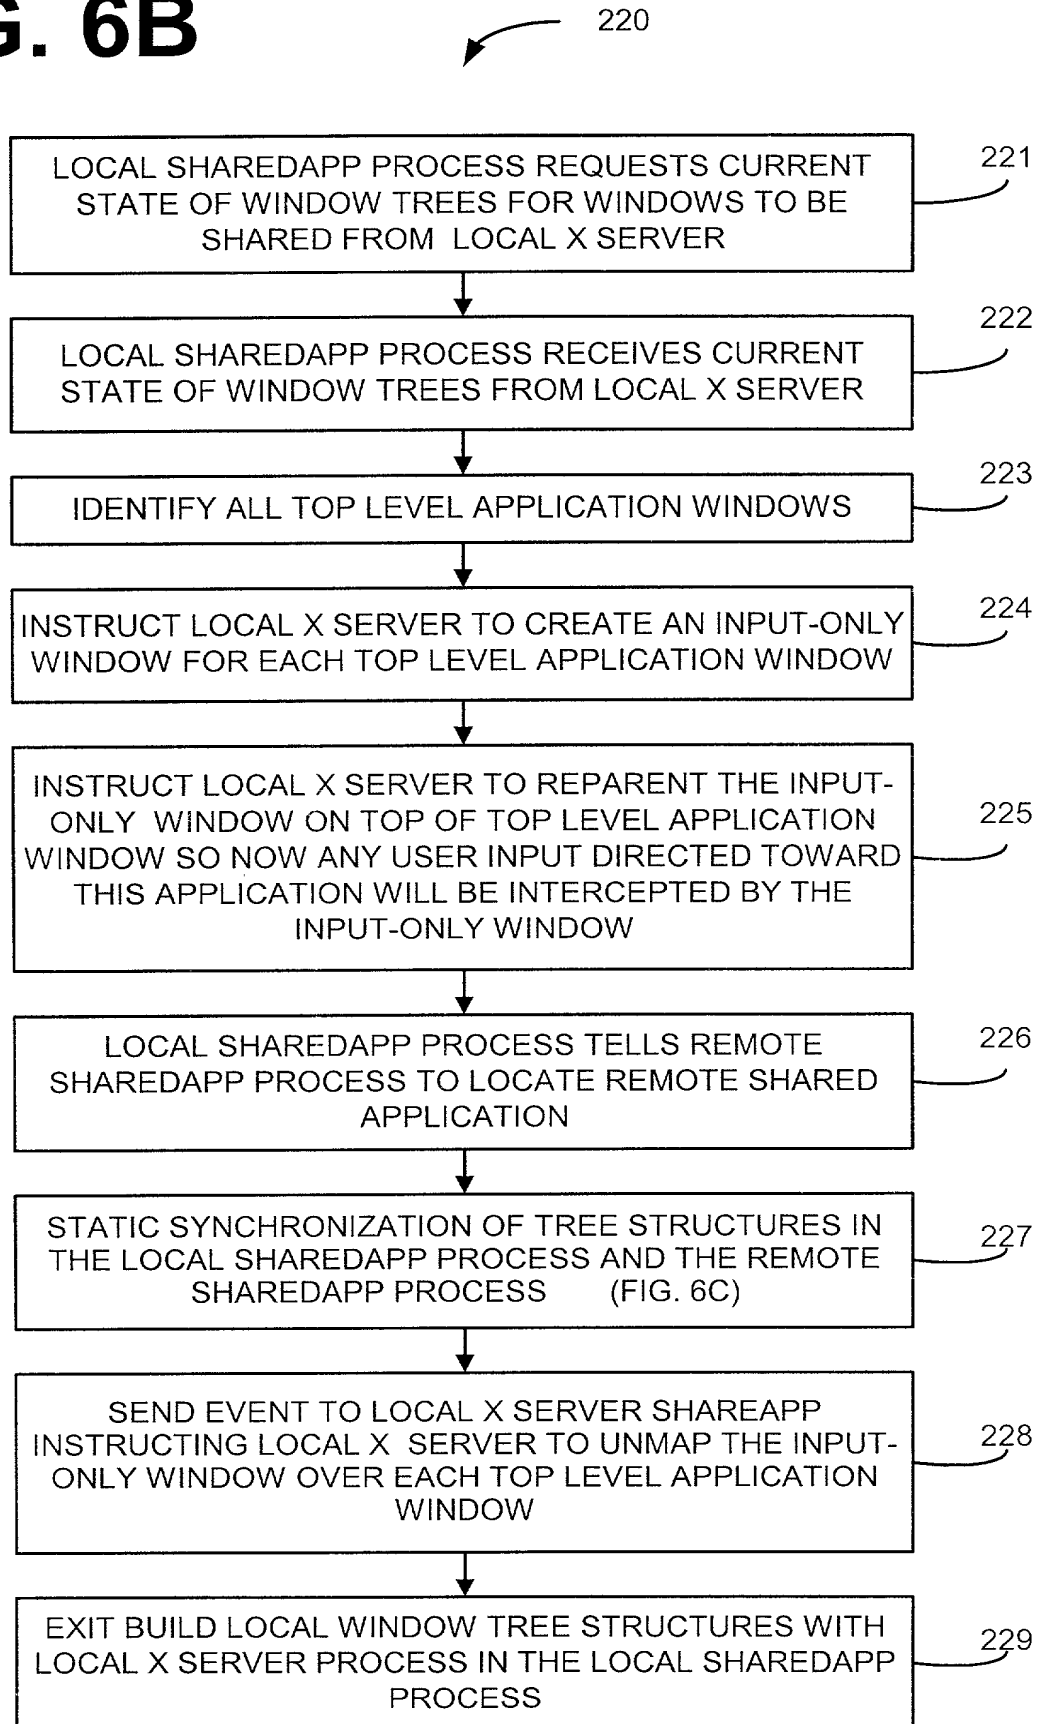 G. 6B
220
LOCAL SHAREDAPP PROCESS REQUESTS CURRENT
STATE OF WINDOW TREES FOR WINDOWS TO BE
SHARED FROM LOCAL X SERVER
221
LOCAL SHAREDAPP PROCESS RECEIVES CURRENT
STATE OF WINDOW TREES FROM LOCAL X SERVER
222
IDENTIFY ALL TOP LEVEL APPLICATION WINDOWS
223
INSTRUCT LOCAL X SERVER TO CREATE AN INPUT-ONLY
WINDOW FOR EACH TOP LEVEL APPLICATION WINDOW
224
INSTRUCT LOCAL X SERVER TO REPARENT THE INPUT-
ONLY WINDOW ON TOP OF TOP LEVEL APPLICATION
WINDOW SO NOW ANY USER INPUT DIRECTED TOWARD
THIS APPLICATION WILL BE INTERCEPTED BY THE
INPUT-ONLY WINDOW
225
LOCAL SHAREDAPP PROCESS TELLS REMOTE
SHAREDAPP PROCESS TO LOCATE REMOTE SHARED
APPLICATION
226
STATIC SYNCHRONIZATION OF TREE STRUCTURES IN
THE LOCAL SHAREDAPP PROCESS AND THE REMOTE
SHAREDAPP PROCESS (FIG. 6C)
227
SEND EVENT TO LOCAL X SERVER SHAREAPP
INSTRUCTING LOCAL X SERVER TO UNMAP THE INPUT-
ONLY WINDOW OVER EACH TOP LEVEL APPLICATION
WINDOW
228
EXIT BUILD LOCAL WINDOW TREE STRUCTURES WITH
LOCAL X SERVER PROCESS IN THE LOCAL SHAREDAPP
PROCESS
229